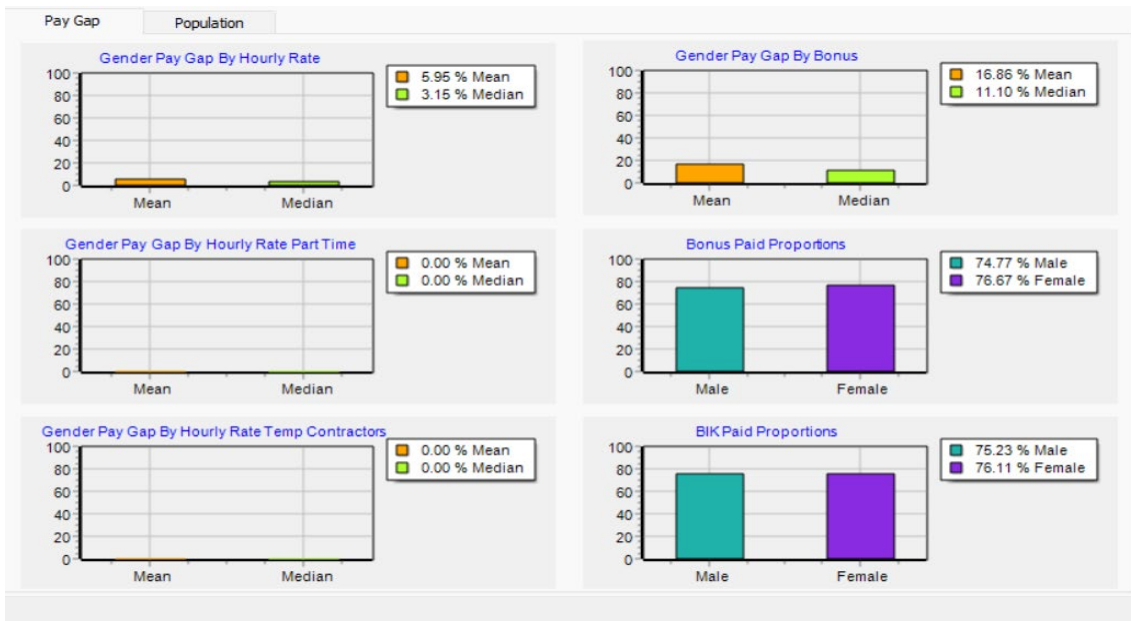 Pay Gap
Population
Gender Pay Gap By Hourly Rate
100
80
60
40
20
0
Mean
Median
5.95 % Mean
3.15 % Median
Gender Pay Gap By Bonus
100
80
60
40
20
0
Mean
Median
16.86 % Mean
11.10 % Median
Gender Pay Gap By Hourly Rate Part Time
100
80
60
40
20
0
Mean
Median
0.00 % Mean
0.00 % Median
Bonus Paid Proportions
100
80
60
40
20
0
Male
Female
74.77 % Male
76.67 % Female
Gender Pay Gap By Hourly Rate Temp Contractors
100
80
60
40
20
0
Mean
Median
0.00 % Mean
0.00 % Median
BIK Paid Proportions
100
80
60
40
20
0
Male
Female
75.23 % Male
76.11 % Female